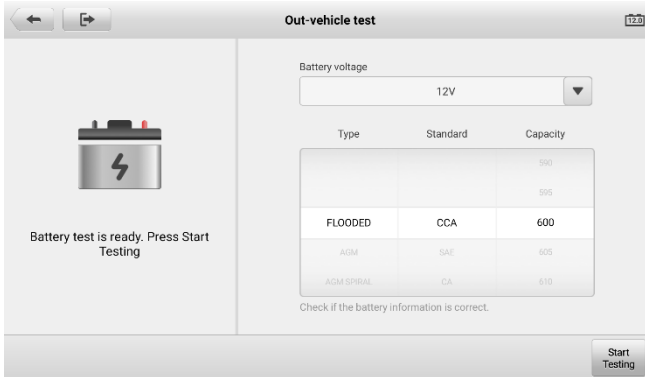 Out-vehicle test
12.0
Battery voltage
12V
Type Standard Capacity
590
595
FLOODED CCA 600
AGM SAE 605
AGM SPIRAL CA 610
Battery test is ready. Press Start
Testing
Check if the battery information is correct.
Start
Testing